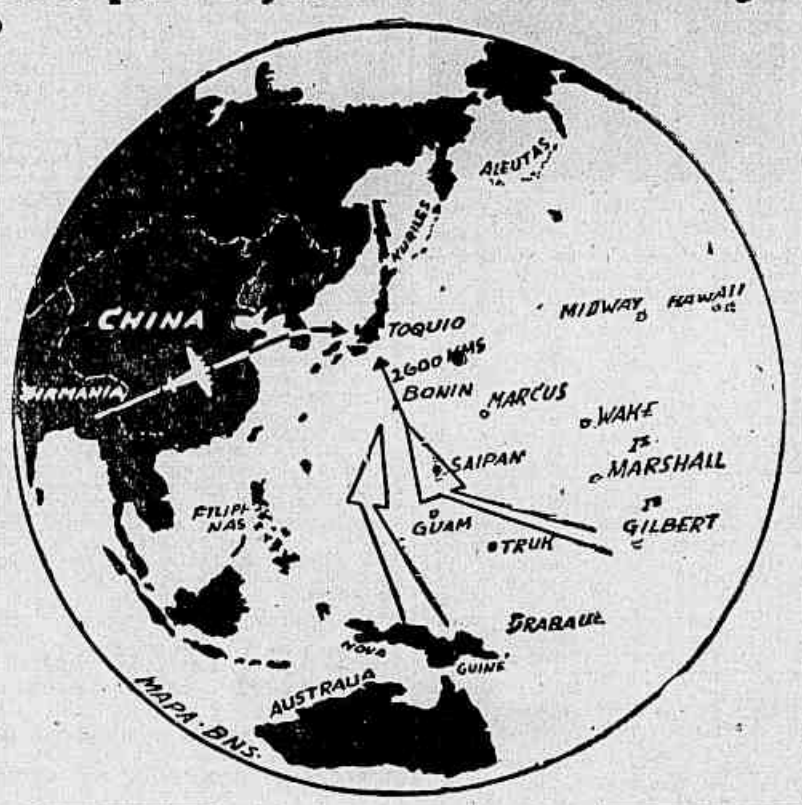 ALEUTAS
KURILES
MIDWAY
HAWAII
CHINA
TOQUIO
2600 KMS
BIRMANIA
BONIN
MARCUS
WAKE
Is
SAIPAN
MARSHALL
Is
FILIPI-
NAS
GUAM
GILBERT
TRUK
RABAUL
NOVA
GUINÉ
AUSTRALIA
MAPA·BNS·